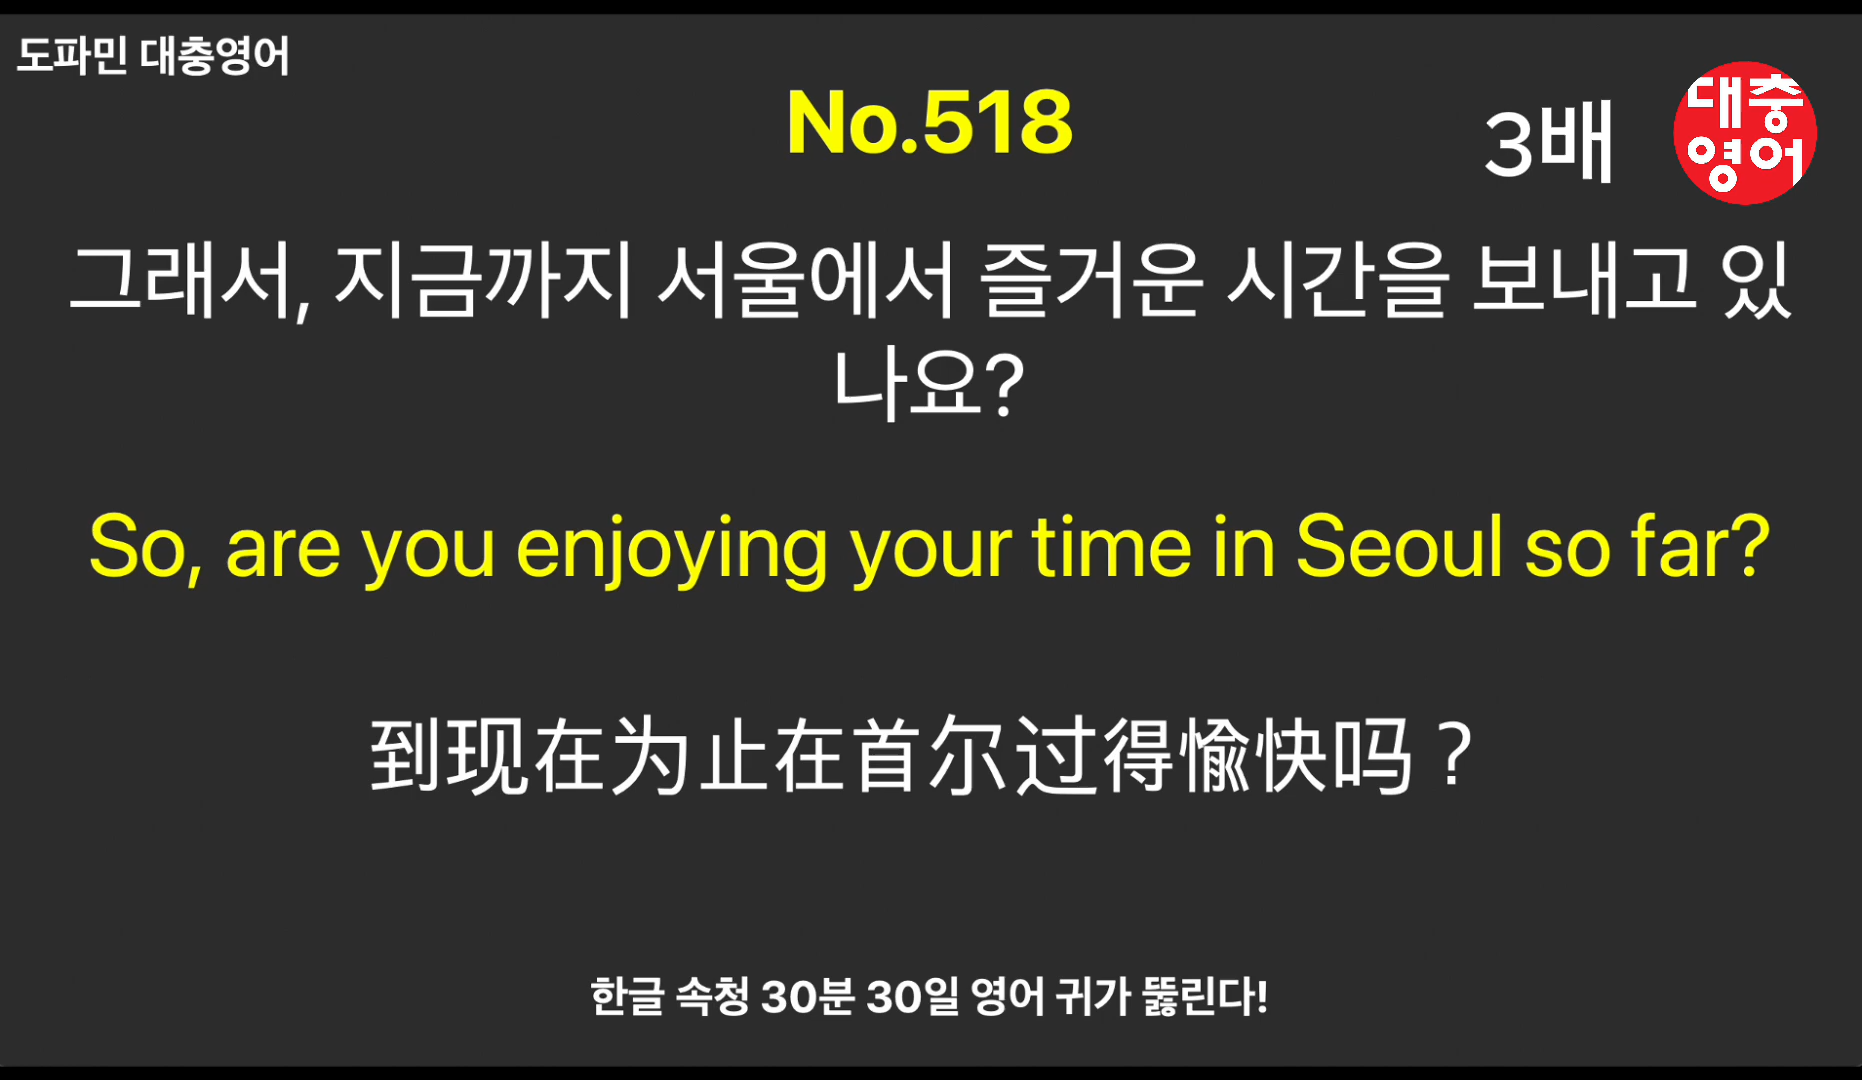 도파민 대충영어
No.518
3배
대충
영어
그래서, 지금까지 서울에서 즐거운 시간을 보내고 있
나요?
So, are you enjoying your time in Seoul so far?
到现在为止在首尔过得愉快吗？
한글 속청 30분 30일 영어 귀가 뚫린다!